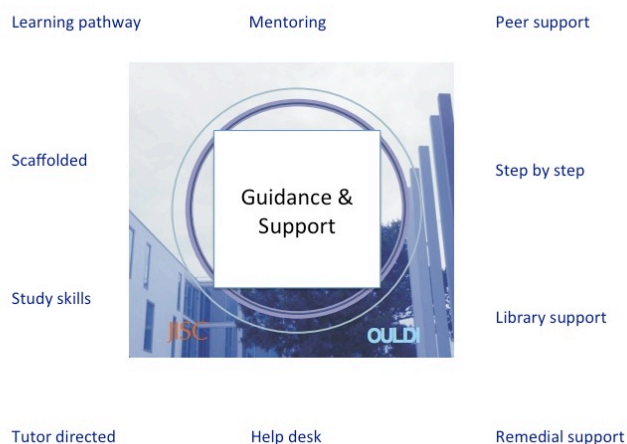 Learning pathway
Mentoring
Peer support
Scaffolded
Step by step
Guidance &
Support
Study skills
Library support
JISC
OULDI
Tutor directed
Help desk
Remedial support